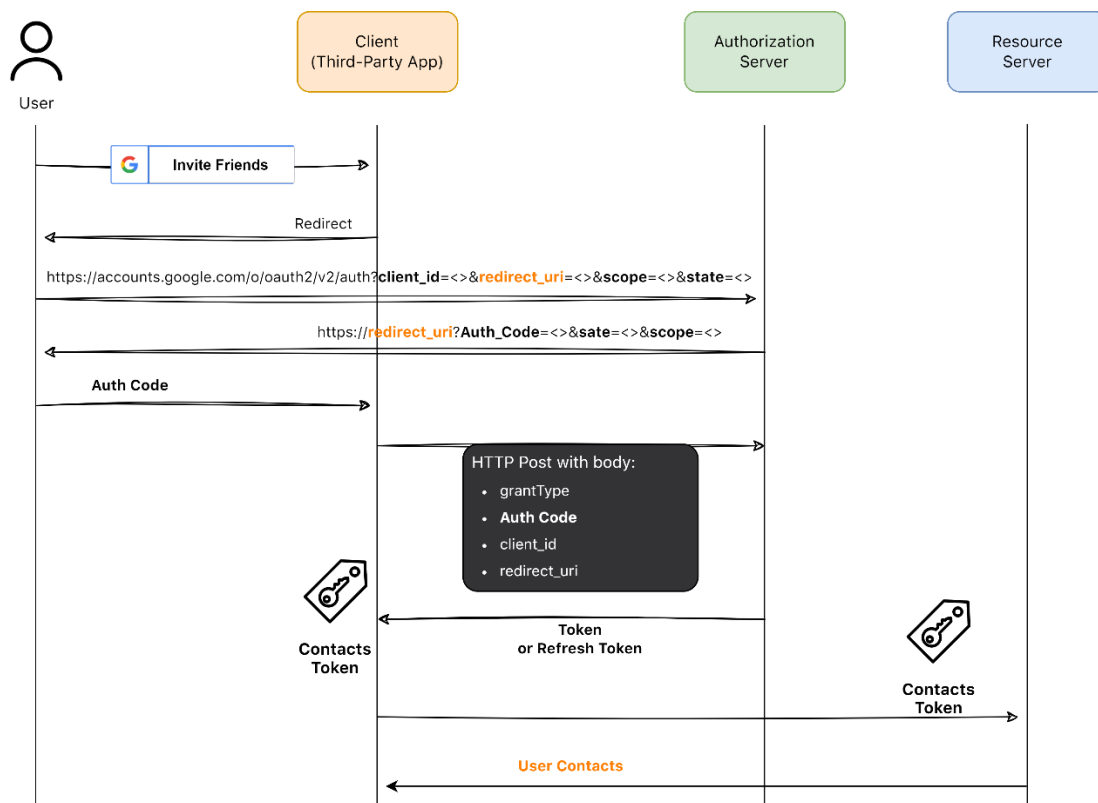 Client
(Third-Party App)
Authorization
Server
Resource
Server
User
G
Invite Friends
Redirect
https://accounts.google.com/o/oauth2/v2/auth?client_id=<>&redirect_uri=<>&scope=<>&state=<>
https://redirect_uri?Auth_Code=<>&sate=<>&scope=<>
Auth Code
HTTP Post with body:
• grantType
• Auth Code
• client_id
• redirect_uri
Token
or Refresh Token
Contacts
Token
Contacts
Token
User Contacts